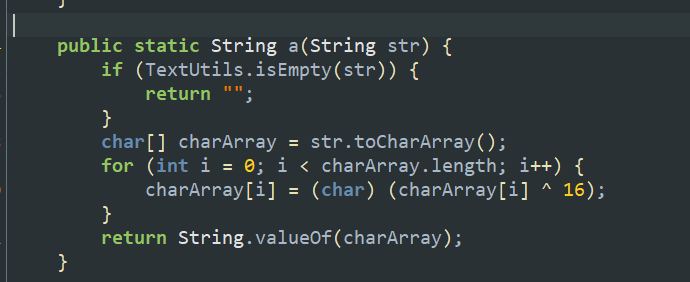 }
public static String a(String str) {
if (TextUtils.isEmpty(str)) {
return "";
}
char[] charArray = str.toCharArray();
for (int i = 0; i < charArray.length; i++) {
charArray[i] = (char) (charArray[i] ^ 16);
}
return String.valueOf(charArray);
}